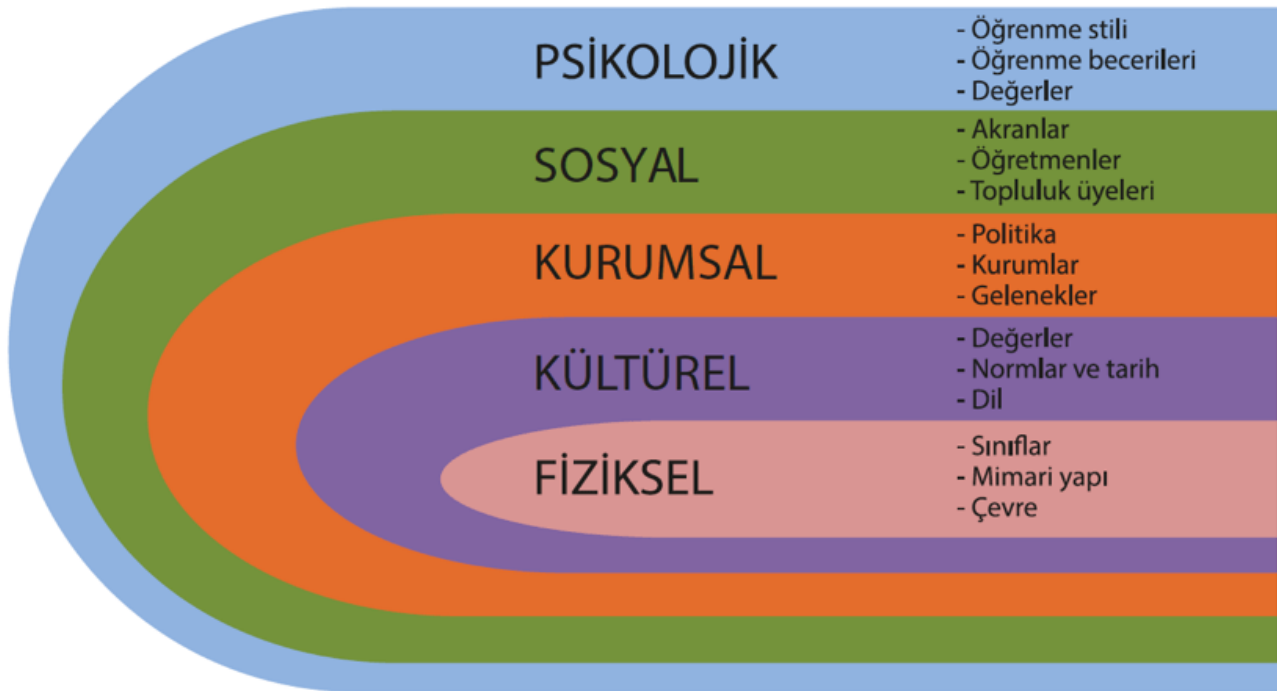 PSİKOLOJİK
- Öğrenme stili
- Öğrenme becerileri
- Değerler
SOSYAL
- Akranlar
- Öğretmenler
- Topluluk üyeleri
KURUMSAL
- Politika
- Kurumlar
- Gelenekler
KÜLTÜREL
- Değerler
- Normlar ve tarih
- Dil
FİZİKSEL
- Sınıflar
- Mimari yapı
- Çevre